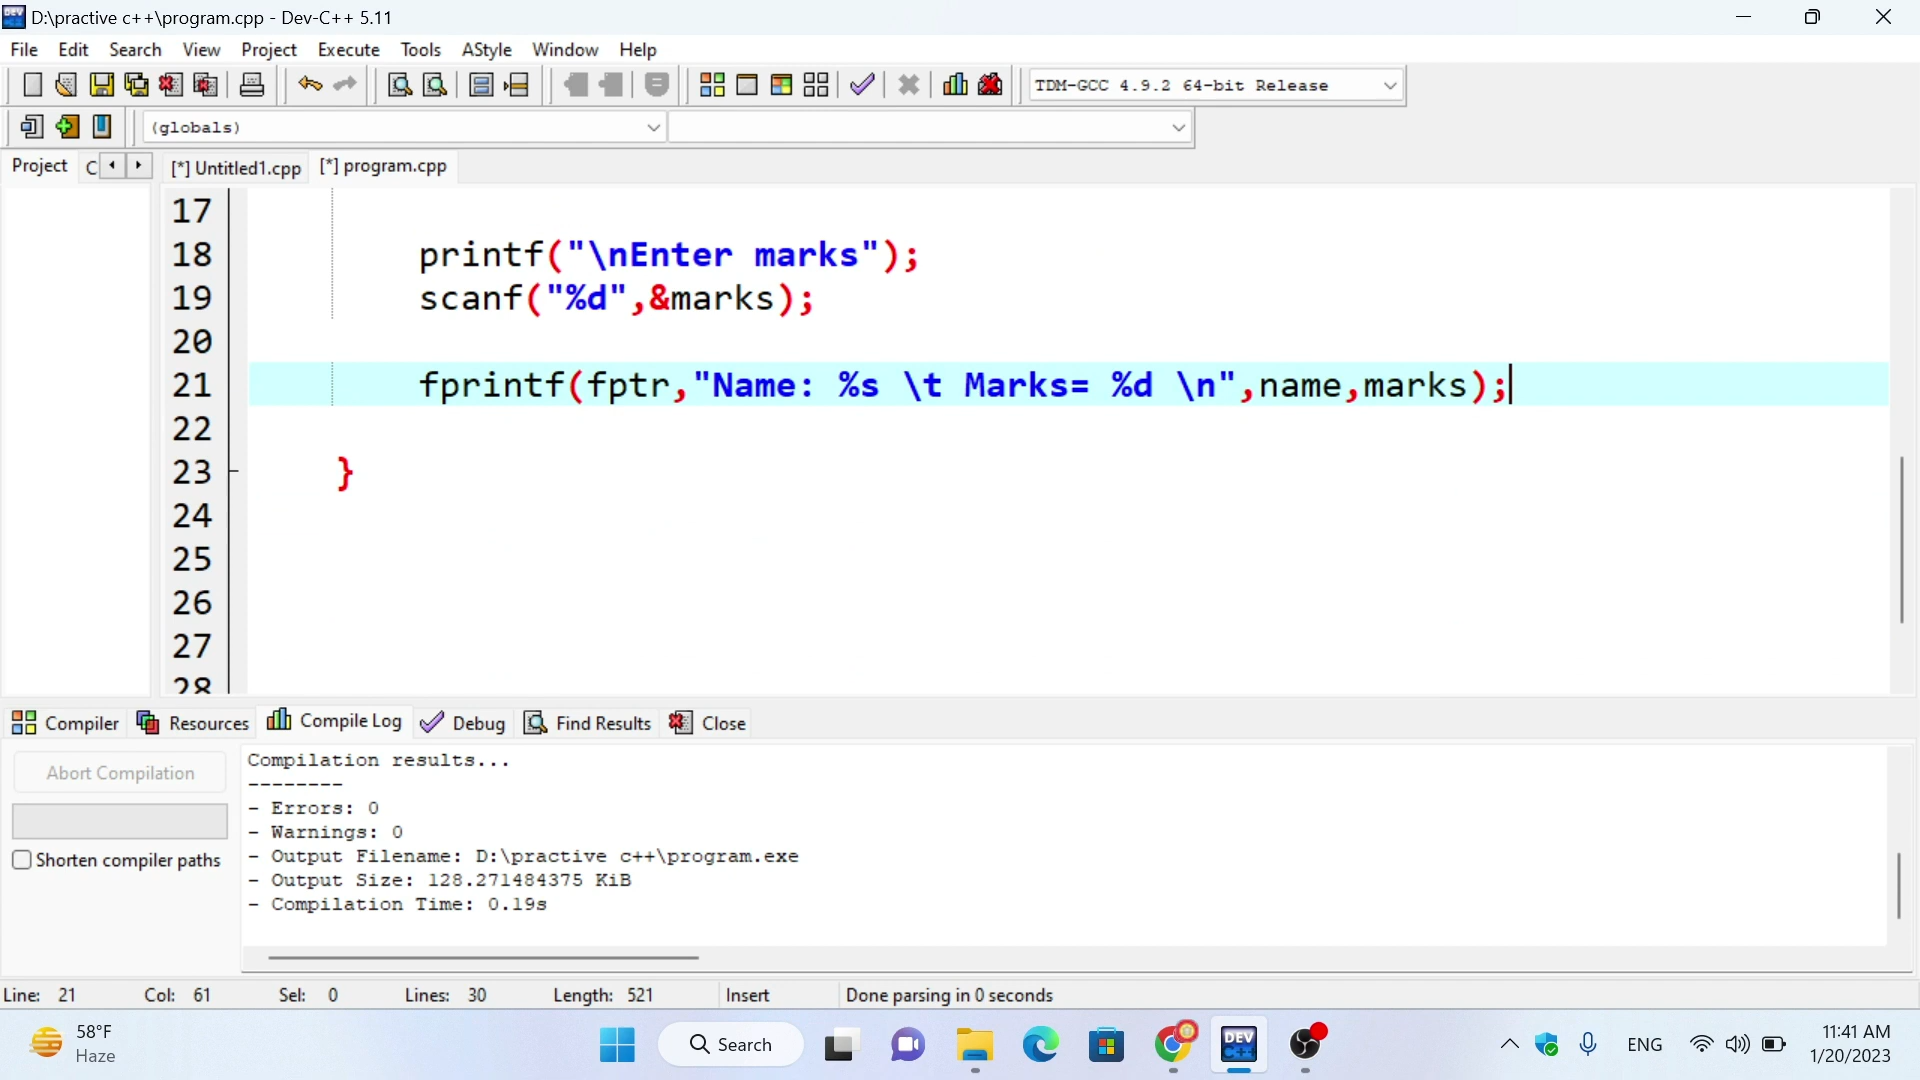 D:\practive c++\program.cpp - Dev-C++ 5.11
File Edit Search View Project Execute Tools AStyle Window Help
TDM-GCC 4.9.2 64-bit Release
(globals)
Project C [*] Untitled1.cpp [*] program.cpp
17
18 printf("\nEnter marks");
19 scanf("%d",&marks);
20
21 fprintf(fptr,"Name: %s \t Marks= %d \n",name,marks);
22
23 }
24
25
26
27
28
Compiler Resources Compile Log Debug Find Results Close
Abort Compilation
Shorten compiler paths
Compilation results...
--------
- Errors: 0
- Warnings: 0
- Output Filename: D:\practive c++\program.exe
- Output Size: 128.271484375 KiB
- Compilation Time: 0.19s
Line: 21 Col: 61 Sel: 0 Lines: 30 Length: 521 Insert Done parsing in 0 seconds
58°F
Haze
Search
DEV C++
ENG
11:41 AM
1/20/2023